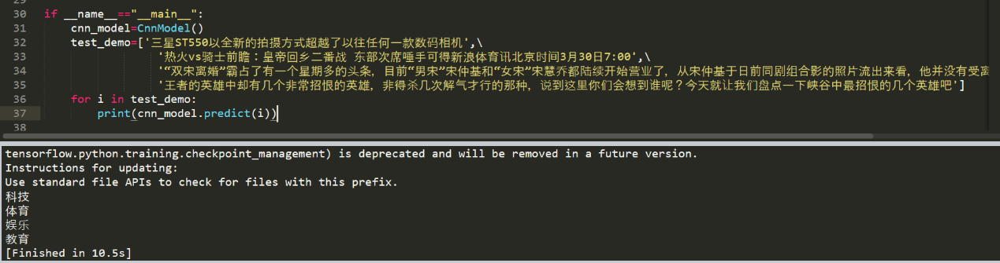 29
30 if __name__=="__main__":
31 cnn_model=CnnModel()
32 test_demo=['三星ST550以全新的拍摄方式超越了以往任何一款数码相机',\
33 '热火vs骑士前瞻：皇帝回乡二番战 东部次席唾手可得新浪体育讯北京时间3月30日7:00',\
34 '“双宋离婚”霸占了有一个星期多的头条，目前“男宋”宋仲基和“女宋”宋慧乔都陆续开始营业了，从宋仲基于日前同剧组合影的照片流出来看，他并没有受离
35 '王者的英雄中却有几个非常招恨的英雄，非得杀几次解气才行的那种，说到这里你们会想到谁呢？今天就让我们盘点一下峡谷中最招恨的几个英雄吧']
36 for i in test_demo:
37 print(cnn_model.predict(i))
38
tensorflow.python.training.checkpoint_management) is deprecated and will be removed in a future version.
Instructions for updating:
Use standard file APIs to check for files with this prefix.
科技
体育
娱乐
教育
[Finished in 10.5s]